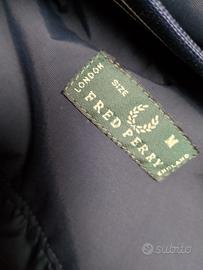 LONDON
SIZE
M
FRED PERRY
ENGLAND
subito